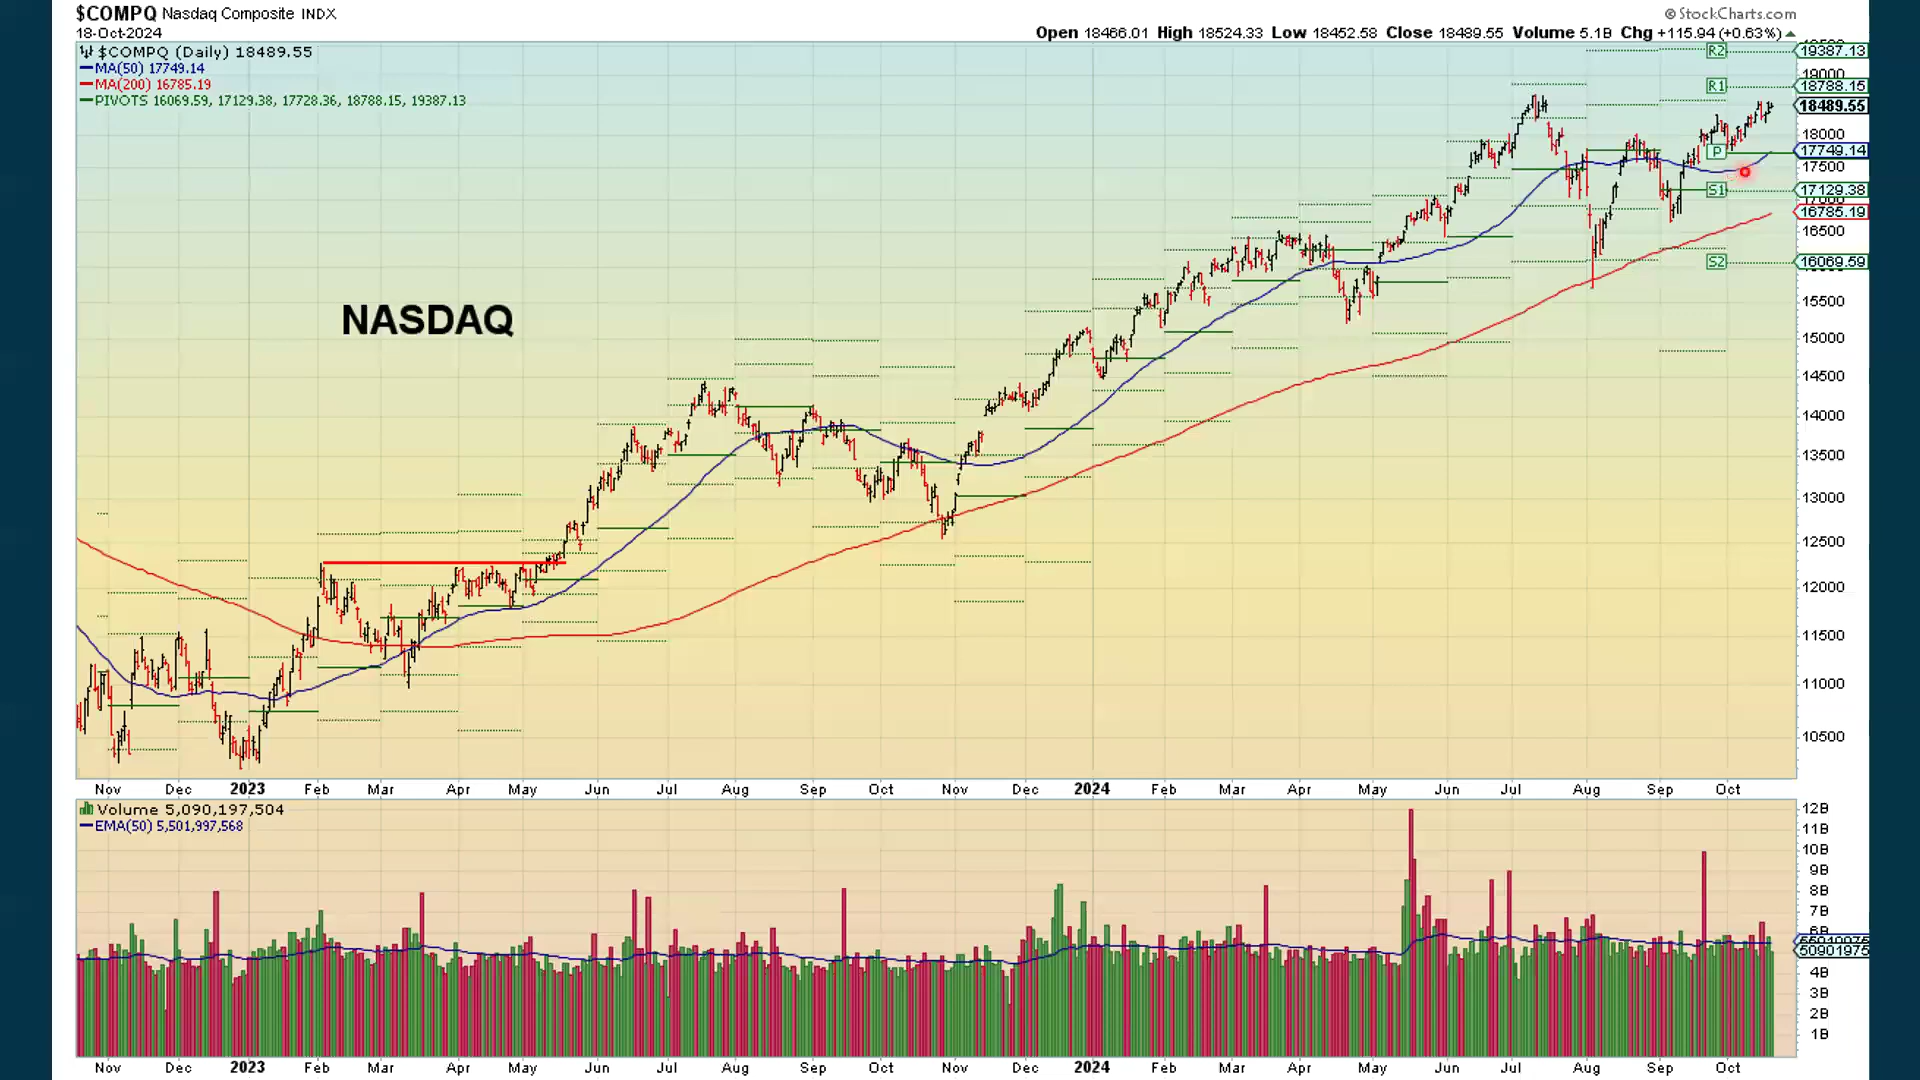 $COMPQ Nasdaq Composite INDX
© StockCharts.com
18-Oct-2024
Open 18466.01 High 18524.33 Low 18452.58 Close 18489.55 Volume 5.1B Chg +115.94 (+0.63%)
$COMPQ (Daily) 18489.55
MA(50) 17749.14
MA(200) 16785.19
PIVOTS 16069.59, 17129.38, 17728.36, 18788.15, 19387.13
R2
19387.13
19000
R1
18788.15
18489.55
18000
P
17749.14
17500
S1
17129.38
17000
16785.19
16500
S2
16069.59
15500
15000
14500
14000
13500
13000
12500
12000
11500
11000
10500
NASDAQ
Nov Dec 2023 Feb Mar Apr May Jun Jul Aug Sep Oct Nov Dec 2024 Feb Mar Apr May Jun Jul Aug Sep Oct
Volume 5,090,197,504
EMA(50) 5,501,997,568
12B
11B
10B
9B
8B
7B
6B
50901975
4B
3B
2B
1B
Nov Dec 2023 Feb Mar Apr May Jun Jul Aug Sep Oct Nov Dec 2024 Feb Mar Apr May Jun Jul Aug Sep Oct